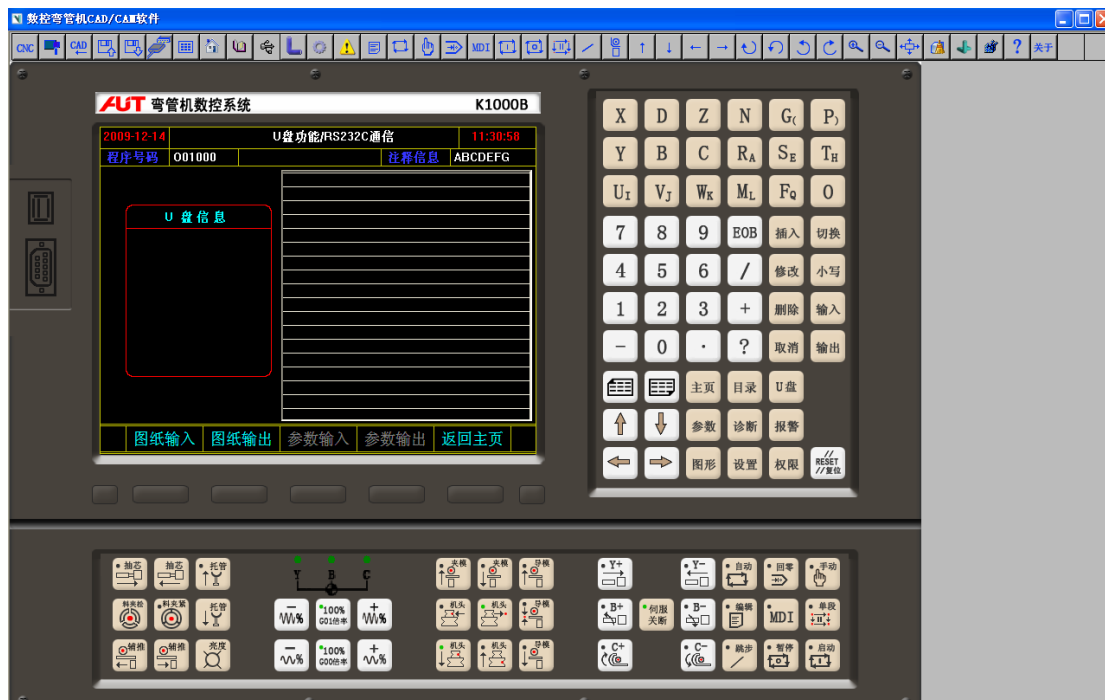 数控弯管机CAD/CAM软件
CNC CAD MDI ? 关于
FUT 弯管机数控系统 K1000B
2009-12-14 U盘功能/RS232C通信 11:30:58
程序号码 O01000 注释信息 ABCDEFG
U 盘信息
图纸输入 图纸输出 参数输入 参数输出 返回主页
X D Z N G( P)
Y B C RA SE TH
UI VJ WK ML FQ O
7 8 9 EOB 插入 切换
4 5 6 / 修改 小写
1 2 3 + 删除 输入
- 0 · ? 取消 输出
主页 目录 U盘
参数 诊断 报警
图形 设置 权限 // RESET //复位
抽芯 抽芯 托管 Y B C 夹模 夹模 导模 Y+ Y- 自动 回零 手动
料夹松 料夹紧 托管 % 100% G01倍率 + % 机头 机头 导模 B+ 伺服关断 B- 编辑 MDI 单段
辅推 辅推 亮度 % 100% G00倍率 + % 机头 机头 导模 C+ C- 跳步 暂停 启动